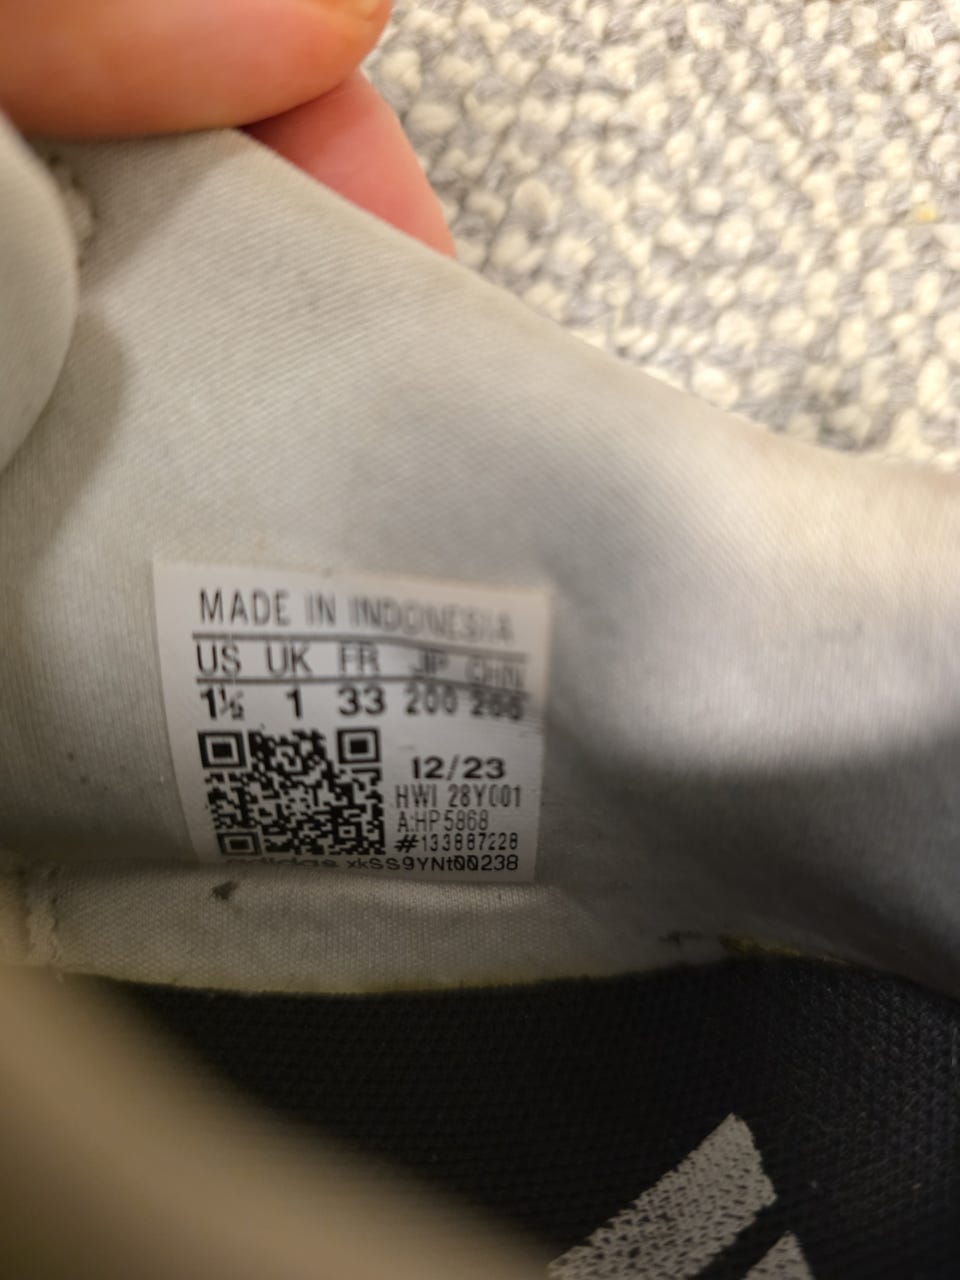 MADE IN INDONESIA
US UK FR JP CHN
1½ 1 33 200
12/23
HWI 28Y001
A:HP5868
#133887228
adidas xkSS9YNt00238